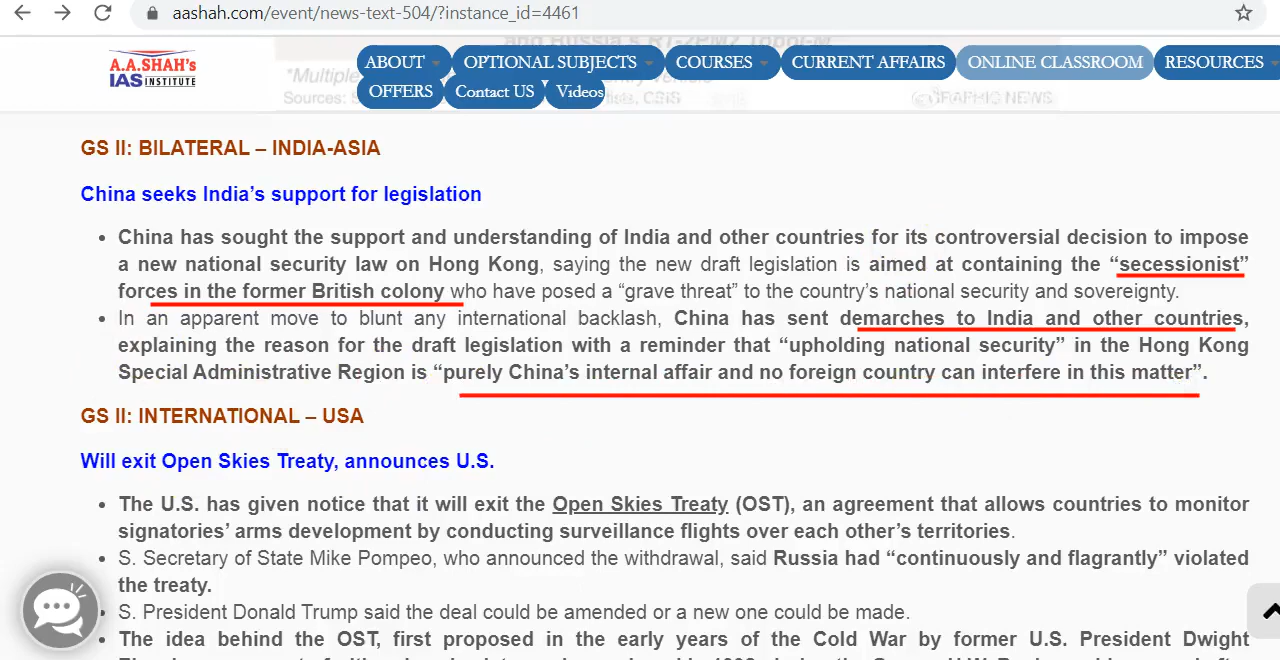 aashah.com/event/news-text-504/?instance_id=4461
and Russia's RT-2PM2 Topol-M
A.A.SHAH's
IAS INSTITUTE
ABOUT OPTIONAL SUBJECTS COURSES CURRENT AFFAIRS ONLINE CLASSROOM RESOURCES
OFFERS Contact US Videos
*Multiple
Sources: CSIS GRAPHIC NEWS
GS II: BILATERAL – INDIA-ASIA
China seeks India’s support for legislation
• China has sought the support and understanding of India and other countries for its controversial decision to impose
a new national security law on Hong Kong, saying the new draft legislation is aimed at containing the “secessionist”
forces in the former British colony who have posed a “grave threat” to the country’s national security and sovereignty.
• In an apparent move to blunt any international backlash, China has sent demarches to India and other countries,
explaining the reason for the draft legislation with a reminder that “upholding national security” in the Hong Kong
Special Administrative Region is “purely China’s internal affair and no foreign country can interfere in this matter”.
GS II: INTERNATIONAL – USA
Will exit Open Skies Treaty, announces U.S.
• The U.S. has given notice that it will exit the Open Skies Treaty (OST), an agreement that allows countries to monitor
signatories’ arms development by conducting surveillance flights over each other’s territories.
• S. Secretary of State Mike Pompeo, who announced the withdrawal, said Russia had “continuously and flagrantly” violated
the treaty.
• S. President Donald Trump said the deal could be amended or a new one could be made.
• The idea behind the OST, first proposed in the early years of the Cold War by former U.S. President Dwight